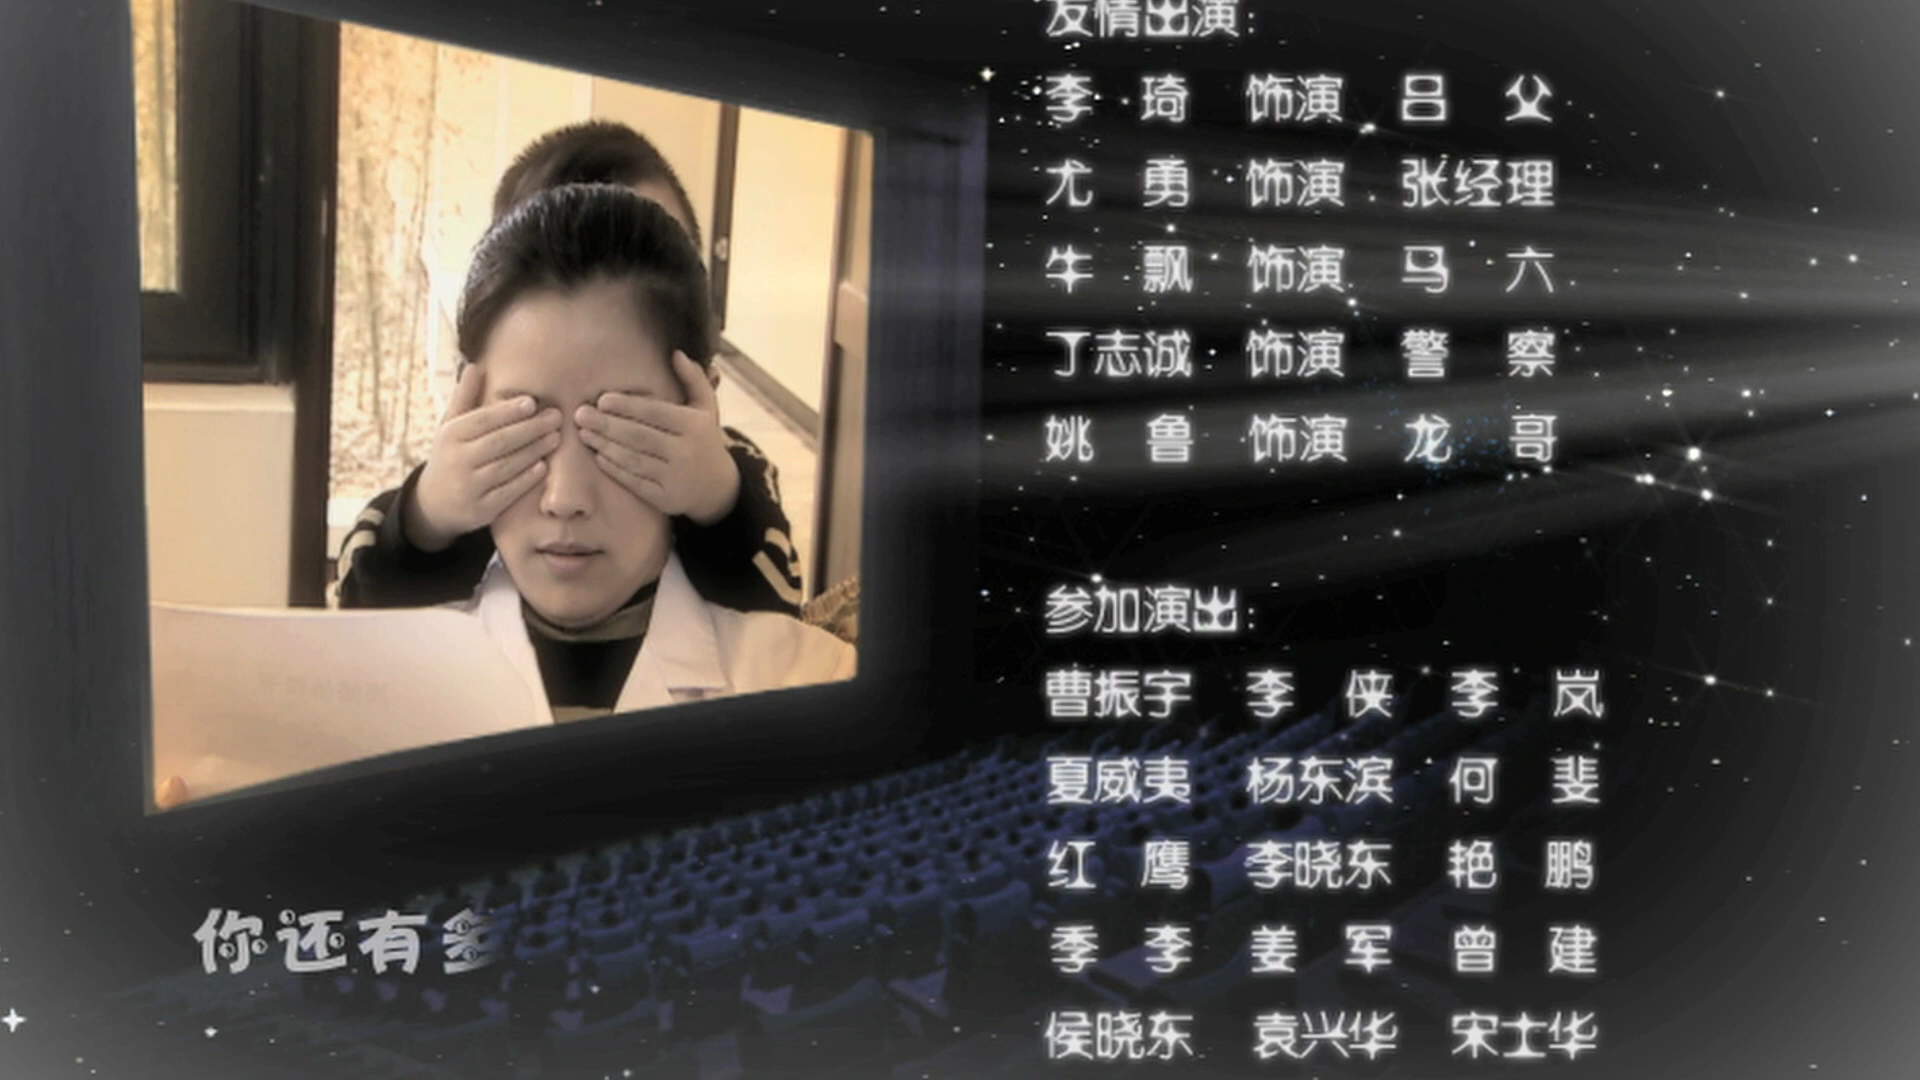 友情出演:
李 琦 饰演 吕 父
尤 勇 饰演 张经理
牛 飘 饰演 马 六
丁志诚 饰演 警 察
姚 鲁 饰演 龙 哥
参加演出:
曹振宇 李 侠 李 岚
夏威夷 杨东滨 何 斐
红 鹰 李晓东 艳 鹏
季 李 姜 军 曾 建
侯晓东 袁兴华 宋士华
你还有多